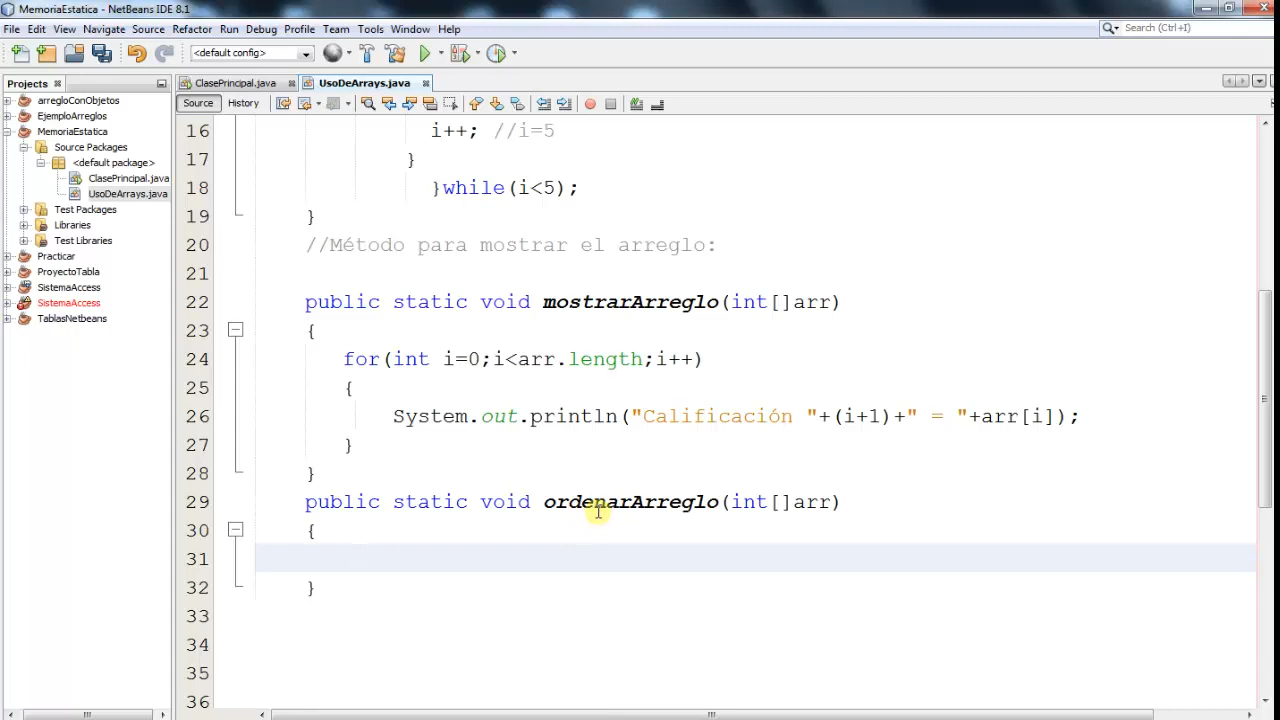 MemoriaEstatica - NetBeans IDE 8.1
File Edit View Navigate Source Refactor Run Debug Profile Team Tools Window Help
Search (Ctrl+I)
<default config>
Projects
ClasePrincipal.java UsoDeArrays.java
Source History
arregloConObjetos
EjemploArreglos
MemoriaEstatica
Source Packages
<default package>
ClasePrincipal.java
UsoDeArrays.java
Test Packages
Libraries
Test Libraries
Practicar
ProyectoTabla
SistemaAccess
SistemaAccess
TablasNetbeans
16 i++; //i=5
17 }
18 }while(i<5);
19 }
20 //Método para mostrar el arreglo:
21
22 public static void mostrarArreglo(int[]arr)
23 {
24 for(int i=0;i<arr.length;i++)
25 {
26 System.out.println("Calificación "+(i+1)+" = "+arr[i]);
27 }
28 }
29 public static void ordenarArreglo(int[]arr)
30 {
31
32 }
33
34
35
36